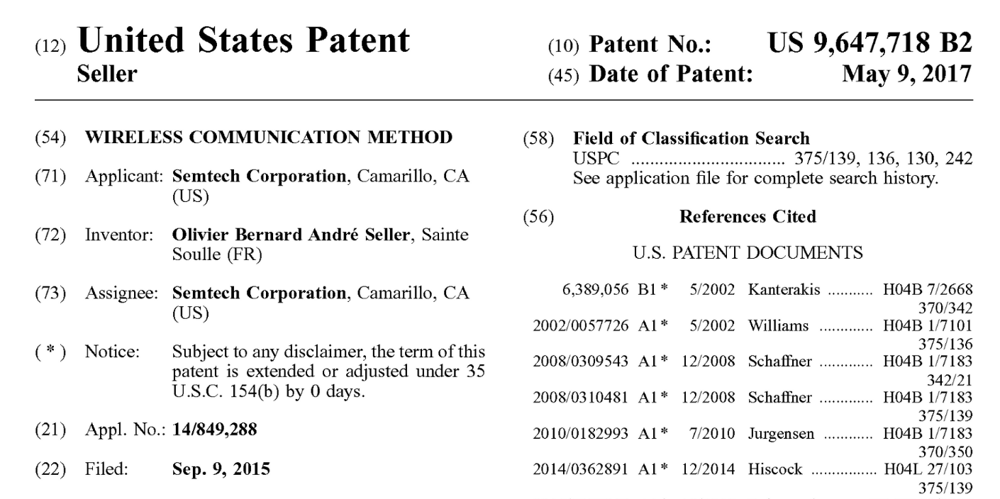 (12) United States Patent
Seller
(10) Patent No.: US 9,647,718 B2
(45) Date of Patent: May 9, 2017
(54) WIRELESS COMMUNICATION METHOD
(71) Applicant: Semtech Corporation, Camarillo, CA
(US)
(72) Inventor: Olivier Bernard André Seller, Sainte
Soulle (FR)
(73) Assignee: Semtech Corporation, Camarillo, CA
(US)
( * ) Notice: Subject to any disclaimer, the term of this
patent is extended or adjusted under 35
U.S.C. 154(b) by 0 days.
(21) Appl. No.: 14/849,288
(22) Filed: Sep. 9, 2015
(58) Field of Classification Search
USPC ................................ 375/139, 136, 130, 242
See application file for complete search history.
(56) References Cited
U.S. PATENT DOCUMENTS
6,389,056 B1 * 5/2002 Kanterakis ........... H04B 7/2668
370/342
2002/0057726 A1 * 5/2002 Williams ............. H04B 1/7101
375/136
2008/0309543 A1 * 12/2008 Schaffner ............. H04B 1/7183
342/21
2008/0310481 A1 * 12/2008 Schaffner ............. H04B 1/7183
375/139
2010/0182993 A1 * 7/2010 Jurgensen ............ H04B 1/7183
370/350
2014/0362891 A1 * 12/2014 Hiscock ................ H04L 27/103
375/139